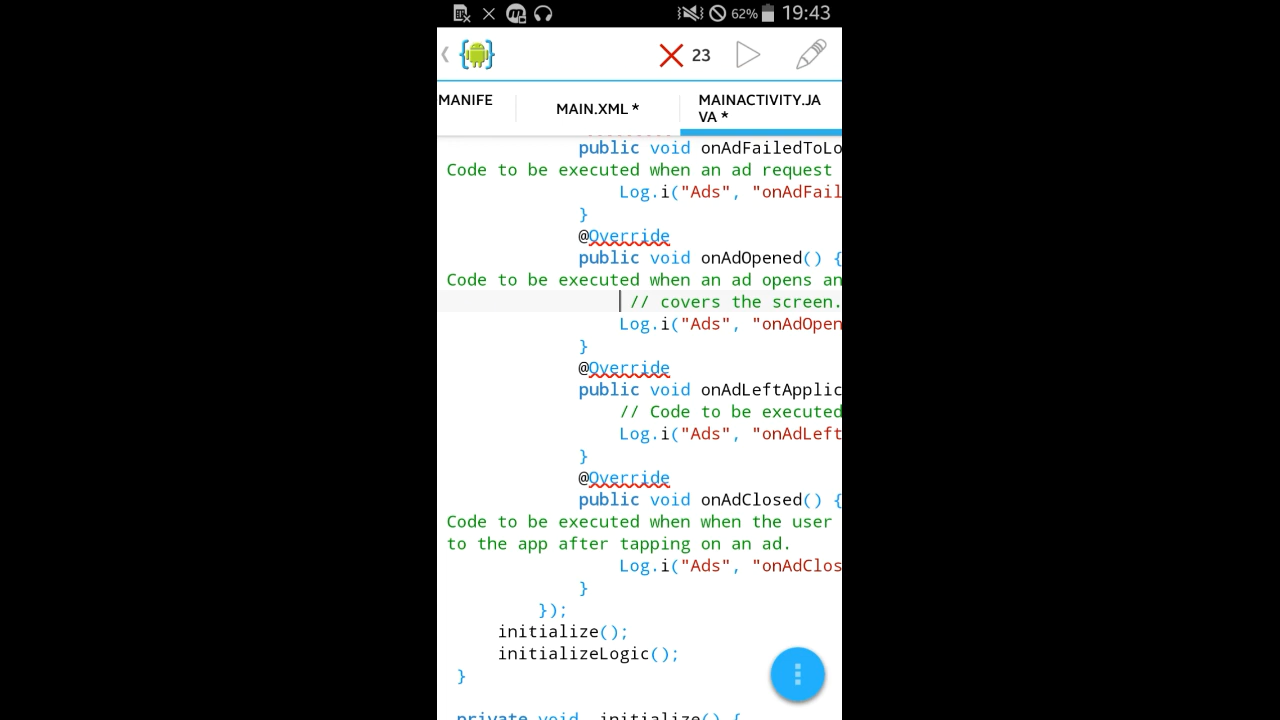 62% 19:43
23
MANIFE
MAIN.XML *
MAINACTIVITY.JA
VA *
public void onAdFailedToLo
Code to be executed when an ad request
Log.i("Ads", "onAdFail
}
@Override
public void onAdOpened() {
Code to be executed when an ad opens an
// covers the screen.
Log.i("Ads", "onAdOpen
}
@Override
public void onAdLeftApplic
// Code to be executed
Log.i("Ads", "onAdLeft
}
@Override
public void onAdClosed() {
Code to be executed when when the user
to the app after tapping on an ad.
Log.i("Ads", "onAdClos
}
});
initialize();
initializeLogic();
}
private void initialize() {